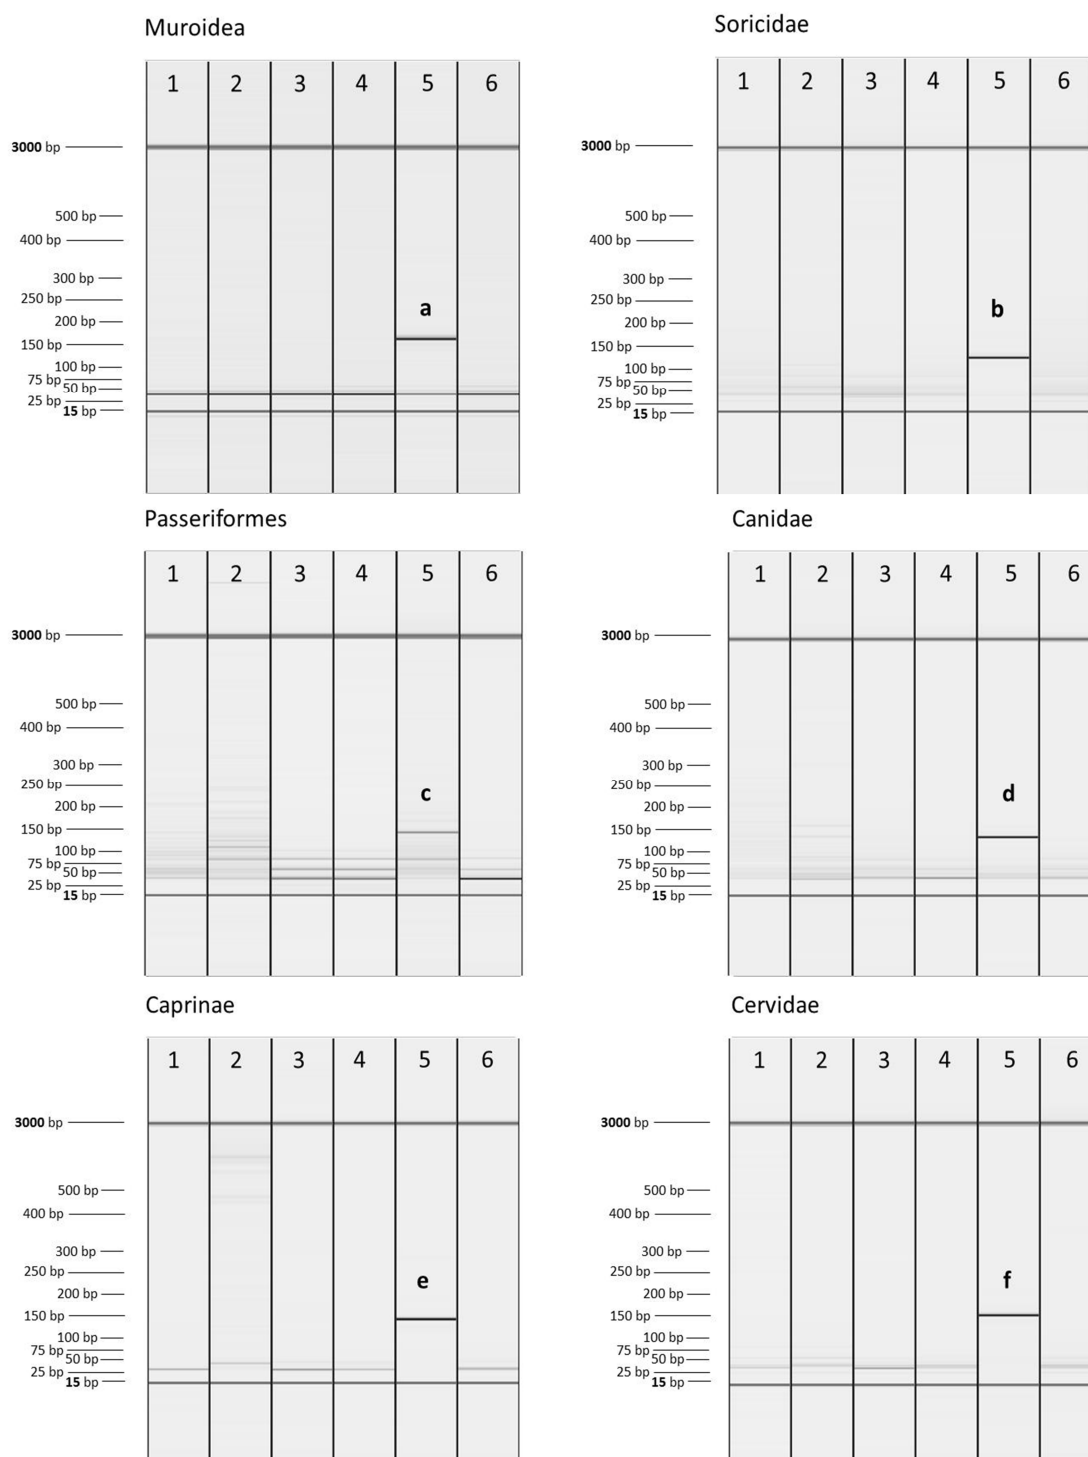 Muroidea
1 2 3 4 5 6
3000 bp
500 bp
400 bp
300 bp
250 bp
a
200 bp
150 bp
100 bp
75 bp
50 bp
25 bp
15 bp
Soricidae
1 2 3 4 5 6
3000 bp
500 bp
400 bp
300 bp
250 bp
b
200 bp
150 bp
100 bp
75 bp
50 bp
25 bp
15 bp
Passeriformes
1 2 3 4 5 6
3000 bp
500 bp
400 bp
300 bp
250 bp
c
200 bp
150 bp
100 bp
75 bp
50 bp
25 bp
15 bp
Canidae
1 2 3 4 5 6
3000 bp
500 bp
400 bp
300 bp
250 bp
d
200 bp
150 bp
100 bp
75 bp
50 bp
25 bp
15 bp
Caprinae
1 2 3 4 5 6
3000 bp
500 bp
400 bp
300 bp
250 bp
e
200 bp
150 bp
100 bp
75 bp
50 bp
25 bp
15 bp
Cervidae
1 2 3 4 5 6
3000 bp
500 bp
400 bp
300 bp
250 bp
f
200 bp
150 bp
100 bp
75 bp
50 bp
25 bp
15 bp